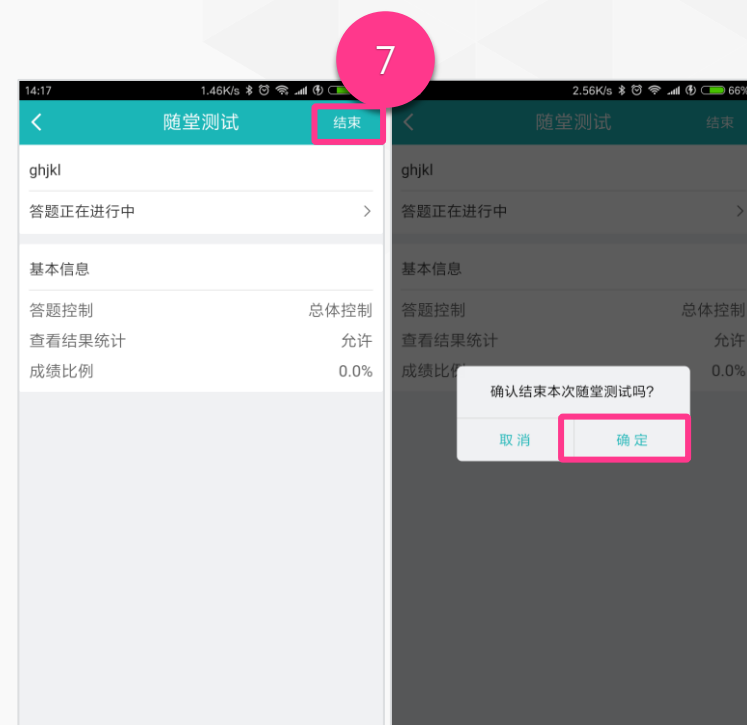 7
14:17 1.46K/s
随堂测试 结束
ghjkl
答题正在进行中
基本信息
答题控制 总体控制
查看结果统计 允许
成绩比例 0.0%
2.56K/s 66%
随堂测试 结束
ghjkl
答题正在进行中
基本信息
答题控制 总体控制
查看结果统计 允许
成绩比例 0.0%
确认结束本次随堂测试吗?
取消 确定